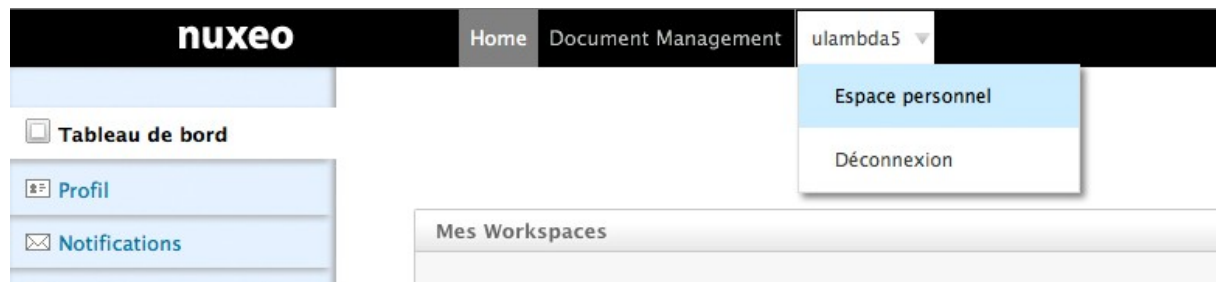 nuxeo
Home Document Management ulambda5
Espace personnel
Déconnexion
Tableau de bord
Profil
Notifications
Mes Workspaces